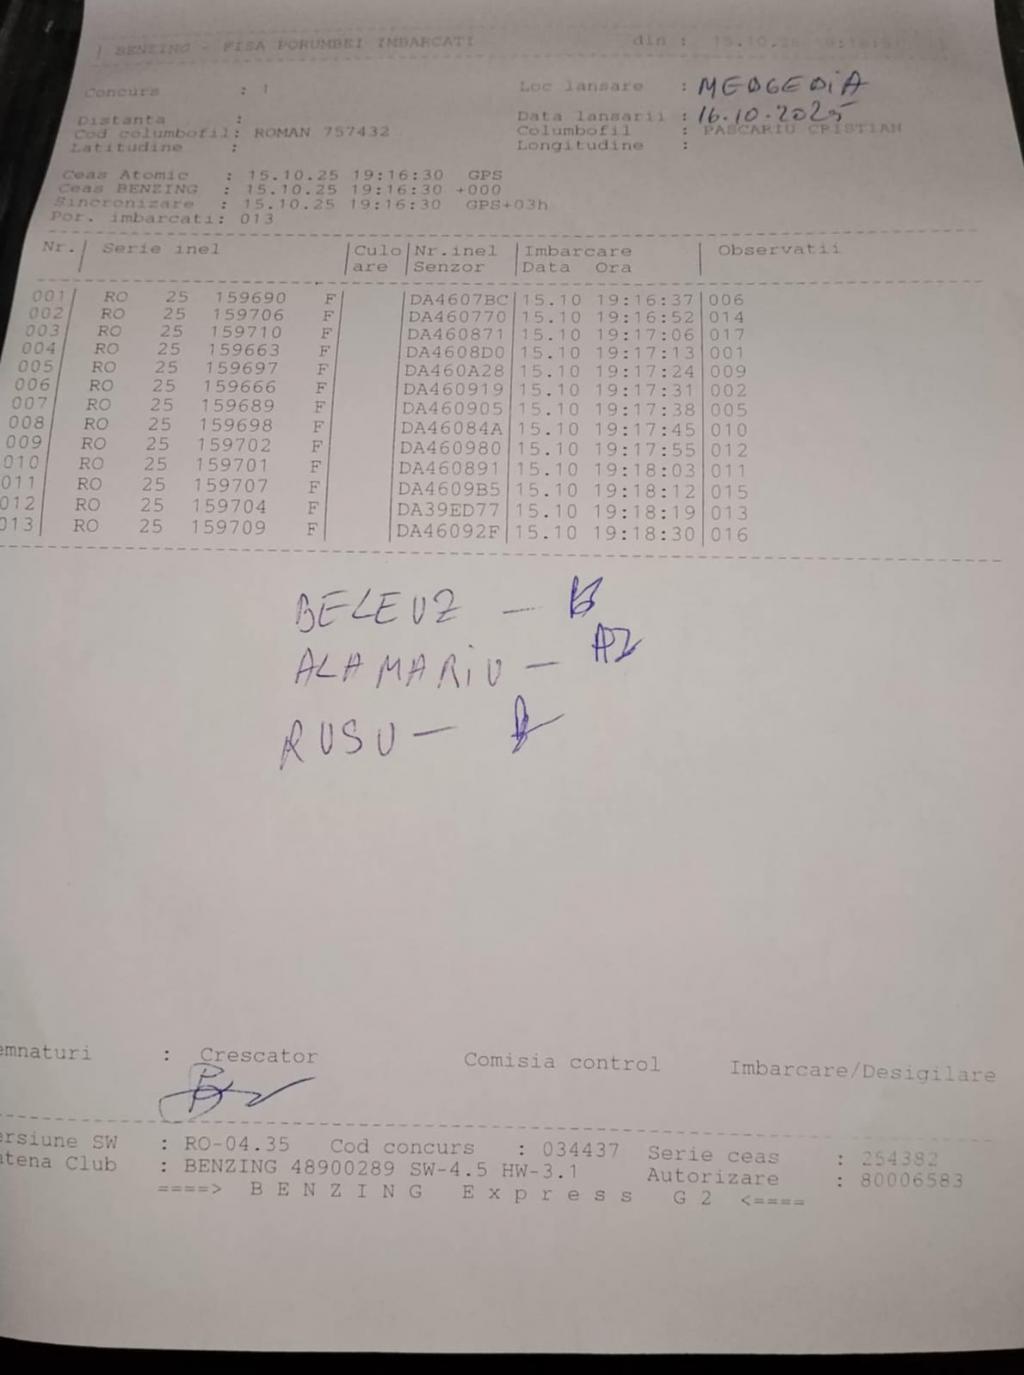 BENZING - FISA PORUMBEI IMBARCATI din : 15.10.25
Concurs : 1 Loc lansare : MEDGEDIA
Distanta : Data lansarii : 16.10.2025
Cod columbofil: ROMAN 757432 Columbofil : PASCARIU CRISTIAN
Latitudine : Longitudine :
Ceas Atomic : 15.10.25 19:16:30 GPS
Ceas BENZING : 15.10.25 19:16:30 +000
Sincronizare : 15.10.25 19:16:30 GPS+03h
Por. imbarcati: 013
Nr. Serie inel Culo Nr.inel Imbarcare Observatii
are Senzor Data Ora
001 RO 25 159690 F DA4607BC 15.10 19:16:37 006
002 RO 25 159706 F DA460770 15.10 19:16:52 014
003 RO 25 159710 F DA460871 15.10 19:17:06 017
004 RO 25 159663 F DA4608D0 15.10 19:17:13 001
005 RO 25 159697 F DA460A28 15.10 19:17:24 009
006 RO 25 159666 F DA460919 15.10 19:17:31 002
007 RO 25 159689 F DA460905 15.10 19:17:38 005
008 RO 25 159698 F DA46084A 15.10 19:17:45 010
009 RO 25 159702 F DA460980 15.10 19:17:55 012
010 RO 25 159701 F DA460891 15.10 19:18:03 011
011 RO 25 159707 F DA4609B5 15.10 19:18:12 015
012 RO 25 159704 F DA39ED77 15.10 19:18:19 013
013 RO 25 159709 F DA46092F 15.10 19:18:30 016
BELEUZ —
ALAMARIU —
RUSU —
emnaturi : Crescator Comisia control Imbarcare/Desigilare
ersiune SW : RO-04.35 Cod concurs : 034437 Serie ceas : 254382
tena Club : BENZING 48900289 SW-4.5 HW-3.1 Autorizare : 80006583
====> B E N Z I N G E x p r e s s G 2 <====